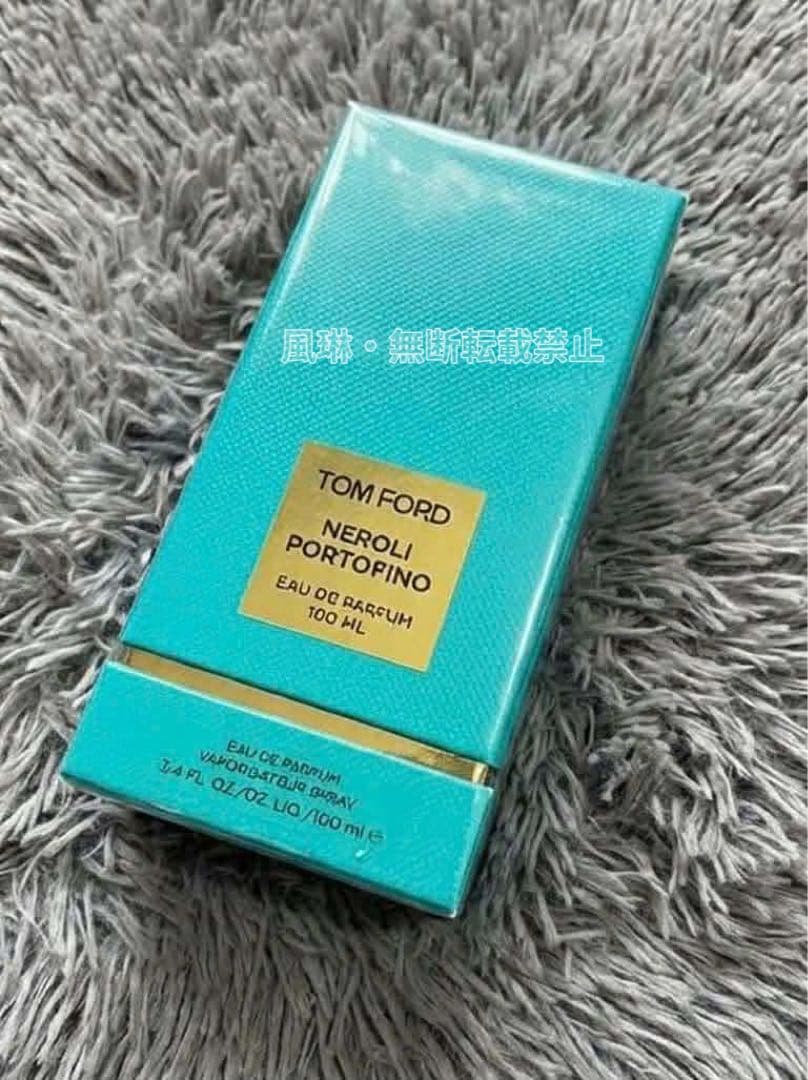 風琳・無断転載禁止
TOM FORD
NEROLI
PORTOFINO
EAU DE PARFUM
100 ML
EAU DE PARFUM
VAPORISATEUR SPRAY
3,4 FL OZ/OZ LIQ/100 ml ℮